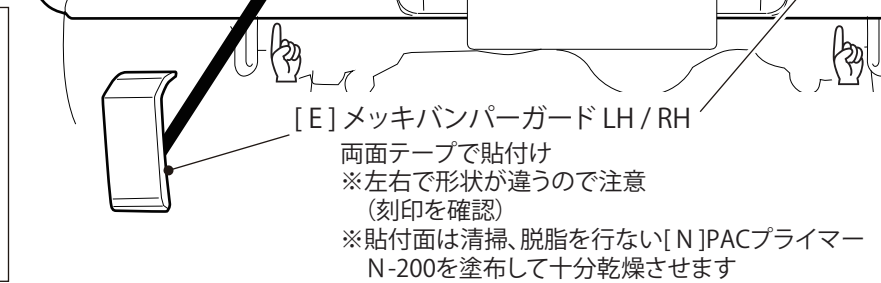 [ E ] メッキバンパーガード LH / RH
両面テープで貼付け
※左右で形状が違うので注意
（刻印を確認）
※貼付面は清掃、脱脂を行ない[ N ]PACプライマー
N-200を塗布して十分乾燥させます